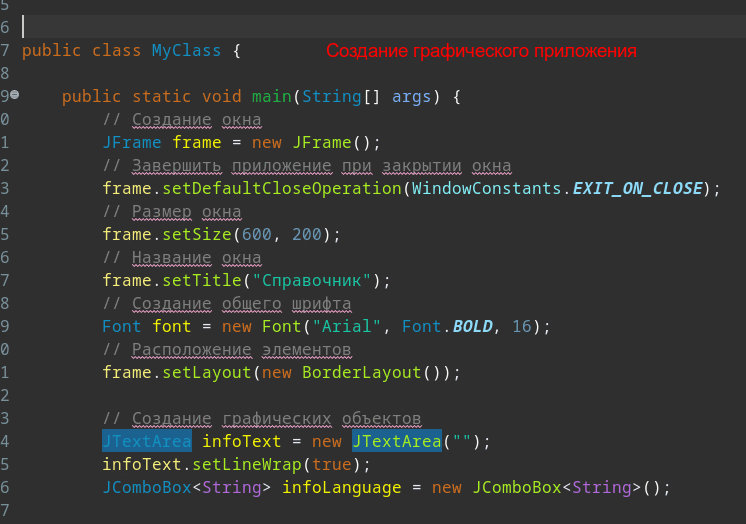 5
6
7 public class MyClass { Создание графического приложения
8
9 public static void main(String[] args) {
0 // Создание окна
1 JFrame frame = new JFrame();
2 // Завершить приложение при закрытии окна
3 frame.setDefaultCloseOperation(WindowConstants.EXIT_ON_CLOSE);
4 // Размер окна
5 frame.setSize(600, 200);
6 // Название окна
7 frame.setTitle("Справочник");
8 // Создание общего шрифта
9 Font font = new Font("Arial", Font.BOLD, 16);
0 // Расположение элементов
1 frame.setLayout(new BorderLayout());
2
3 // Создание графических объектов
4 JTextArea infoText = new JTextArea("");
5 infoText.setLineWrap(true);
6 JComboBox<String> infoLanguage = new JComboBox<String>();
7